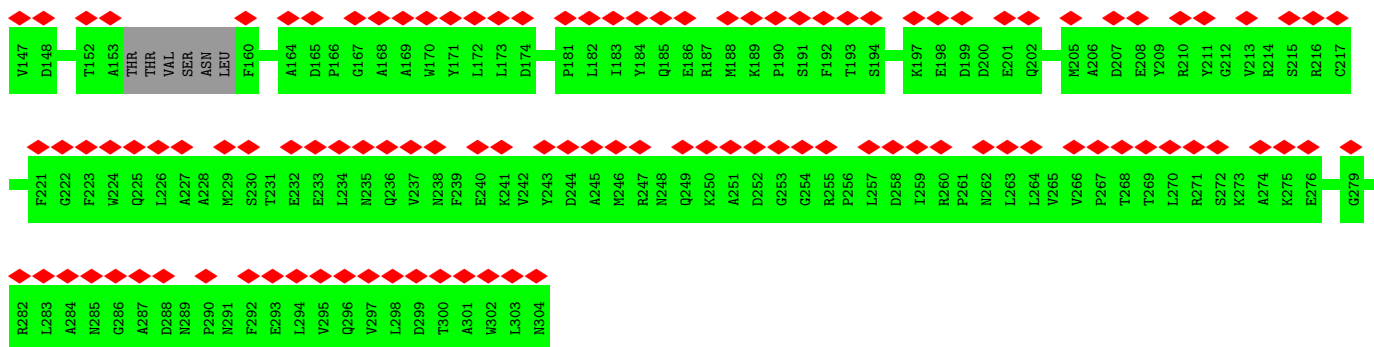 V147 D148 T152 A153 THR THR VAL SER ASN LEU F160 A164 D165 P166 G167 A168 A169 W170 Y171 L172 L173 D174 P181 L182 I183 Y184 Q185 E186 R187 M188 K189 P190 S191 F192 T193 S194 K197 E198 D199 D200 E201 Q202 M205 A206 D207 E208 Y209 R210 Y211 G212 V213 R214 S215 R216 C217
F221 G222 F223 W224 Q225 L226 A227 A228 M229 S230 T231 E232 E233 L234 N235 Q236 V237 N238 F239 E240 K241 V242 Y243 D244 A245 M246 R247 N248 Q249 K250 A251 D252 G253 G254 R255 P256 L257 D258 I259 R260 P261 N262 L263 L264 V265 V266 P267 T268 T269 L270 R271 S272 K273 A274 K275 E276 G279
R282 L283 A284 N285 G286 A287 D288 N289 P290 N291 F292 E293 L294 V295 Q296 V297 L298 D299 T300 A301 W302 L303 N304